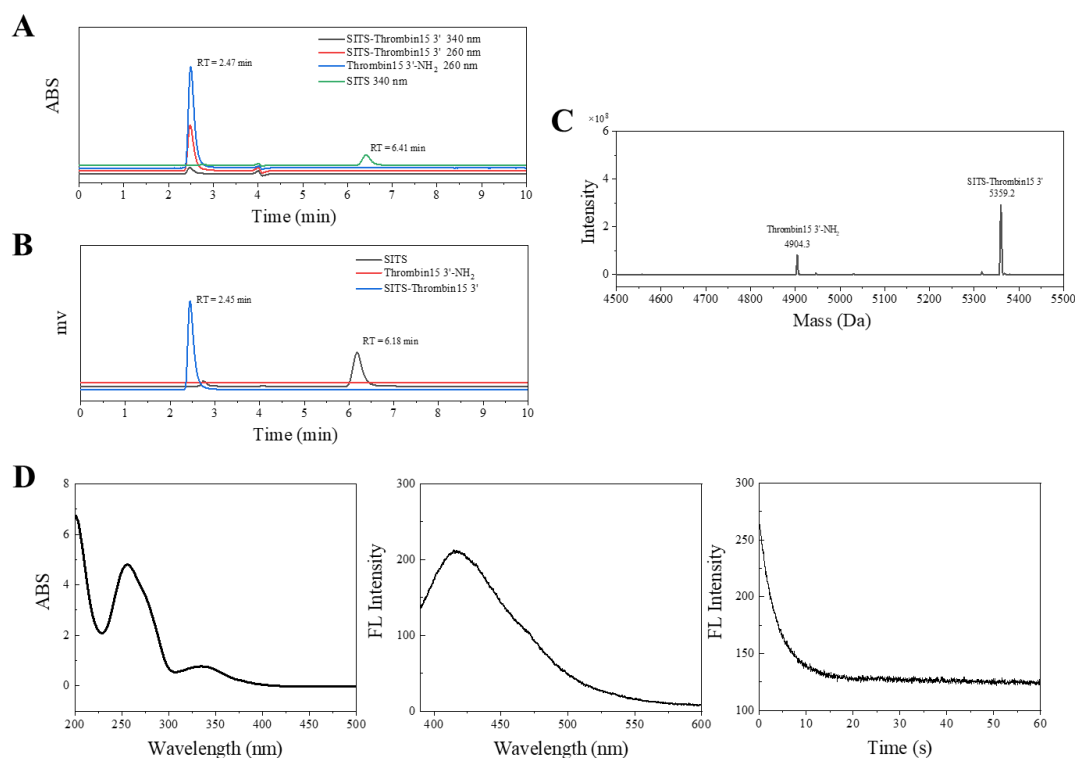 A
SITS-Thrombin15 3' 340 nm
SITS-Thrombin15 3' 260 nm
Thrombin15 3'-NH₂ 260 nm
SITS 340 nm
RT = 2.47 min
RT = 6.41 min
ABS
0 1 2 3 4 5 6 7 8 9 10
Time (min)
B
SITS
Thrombin15 3'-NH₂
SITS-Thrombin15 3'
RT = 2.45 min
RT = 6.18 min
mv
0 1 2 3 4 5 6 7 8 9 10
Time (min)
C
×10⁸
6
4
2
0
Intensity
SITS-Thrombin15 3'
5359.2
Thrombin15 3'-NH₂
4904.3
4500 4600 4700 4800 4900 5000 5100 5200 5300 5400 5500
Mass (Da)
D
8
6
4
2
0
ABS
200 250 300 350 400 450 500
Wavelength (nm)
300
200
100
0
FL Intensity
400 450 500 550 600
Wavelength (nm)
300
275
250
225
200
175
150
125
100
FL Intensity
0 10 20 30 40 50 60
Time (s)